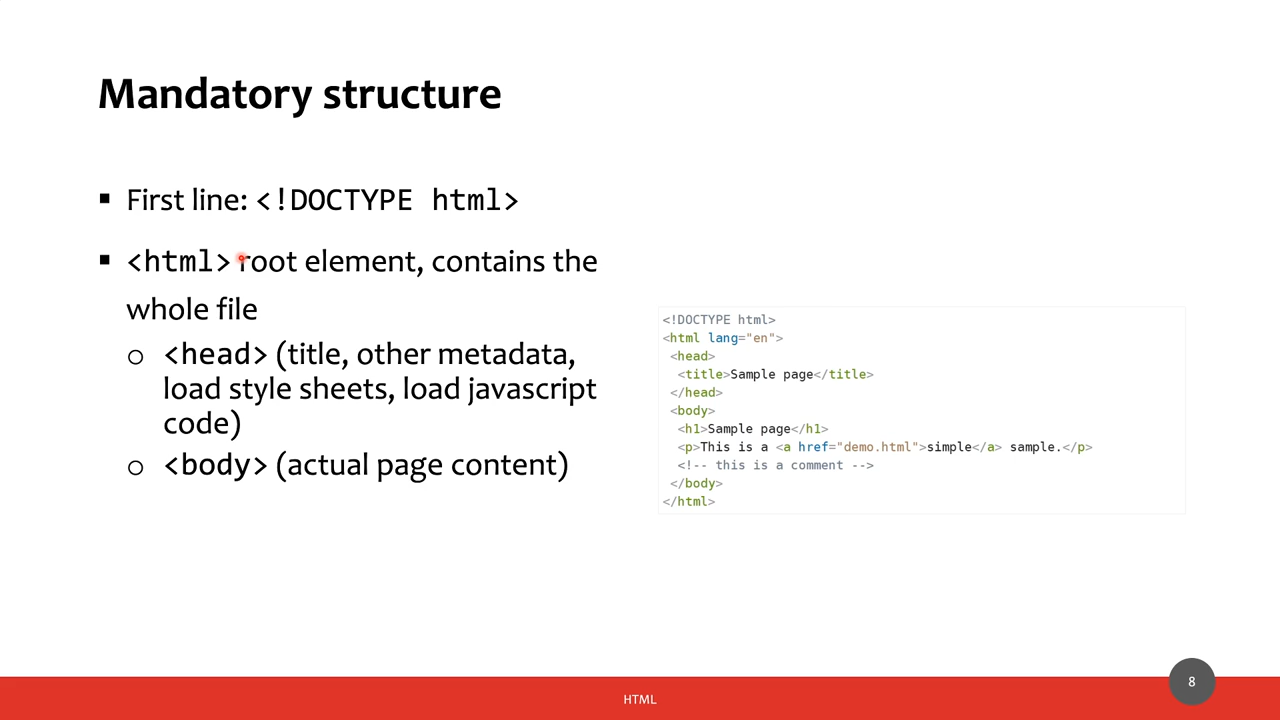 Mandatory structure
▪ First line: <!DOCTYPE html>
▪ <html> root element, contains the
whole file
o <head> (title, other metadata,
load style sheets, load javascript
code)
o <body> (actual page content)
<!DOCTYPE html>
<html lang="en">
<head>
<title>Sample page</title>
</head>
<body>
<h1>Sample page</h1>
<p>This is a <a href="demo.html">simple</a> sample.</p>
<!-- this is a comment -->
</body>
</html>
HTML
8